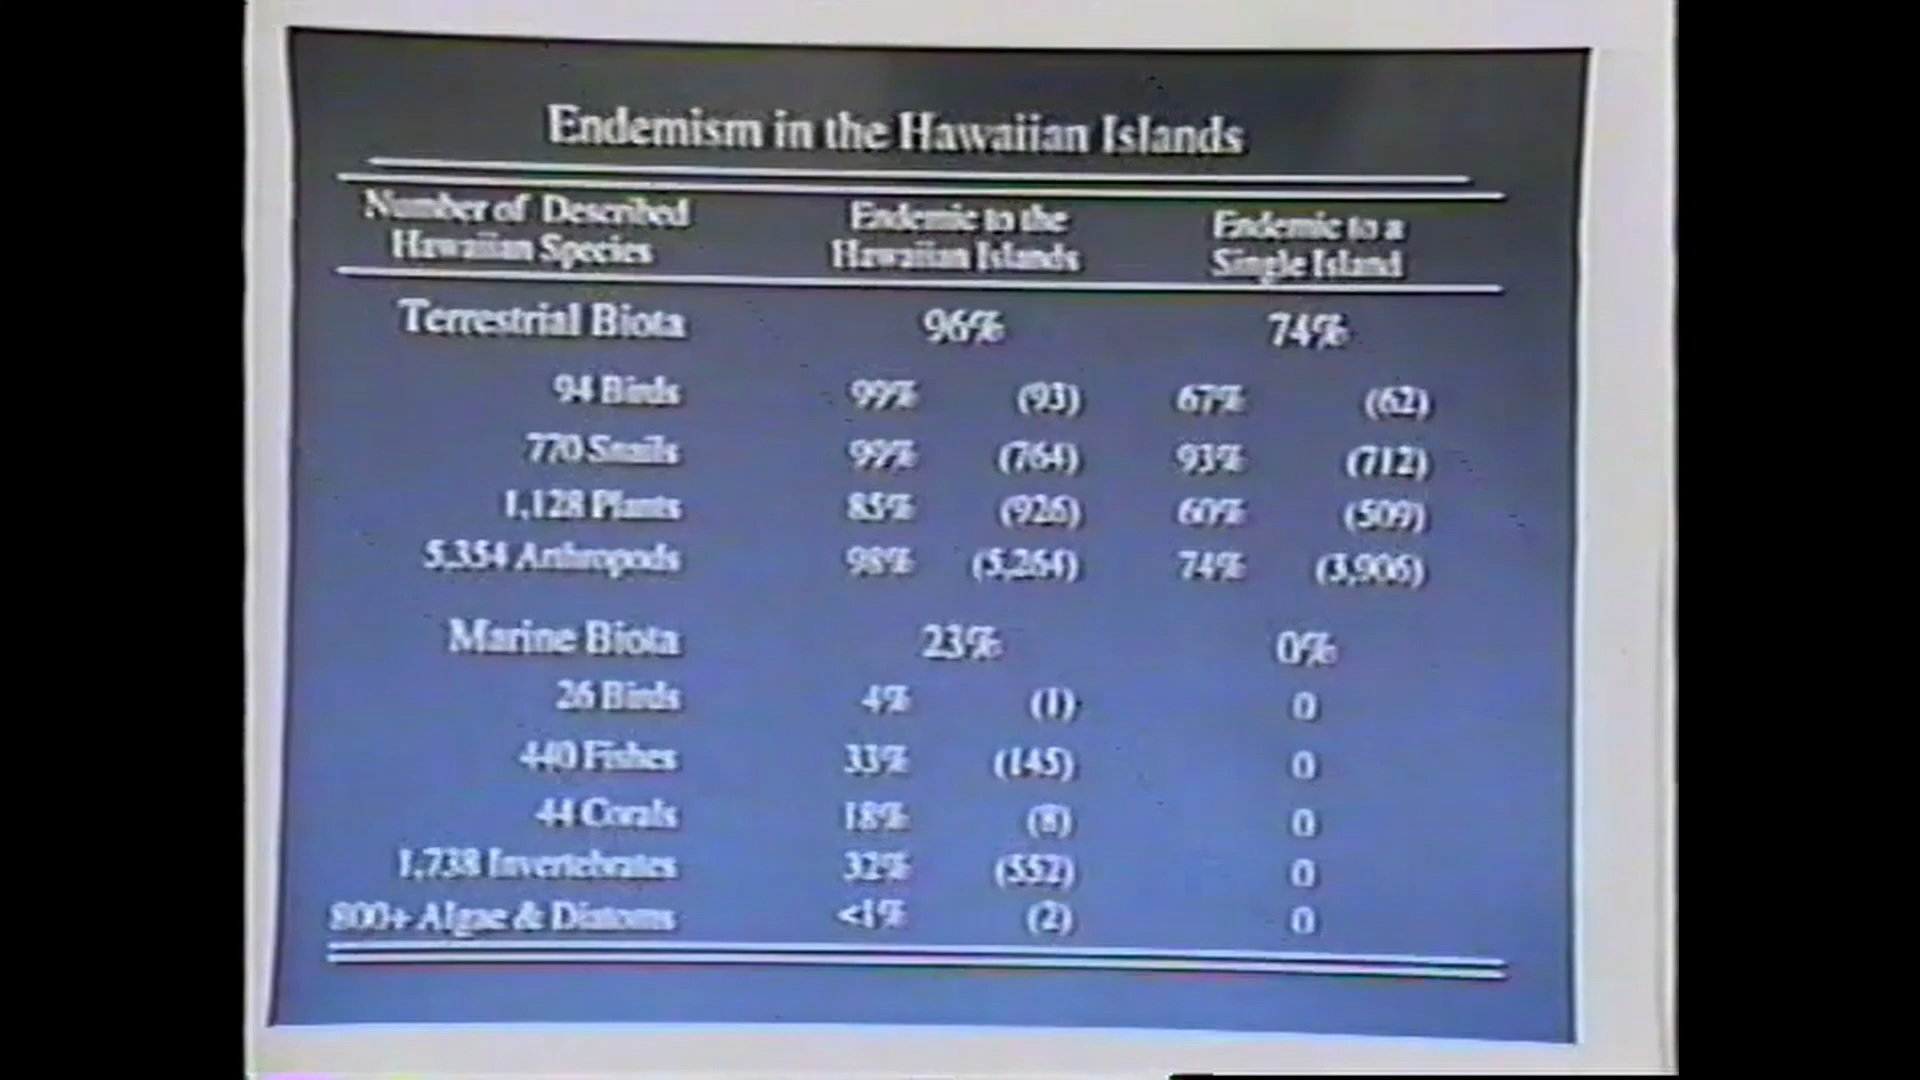 Endemism in the Hawaiian Islands
Number of Described Hawaiian Species Endemic to the Hawaiian Islands Endemic to a Single Island
Terrestrial Biota 96% 74%
94 Birds 99% (93) 67% (62)
770 Snails 99% (764) 93% (712)
1,128 Plants 85% (926) 60% (509)
5,354 Arthropods 98% (5,264) 74% (3,906)
Marine Biota 23% 0%
26 Birds 4% (1) 0
440 Fishes 33% (145) 0
44 Corals 18% (8) 0
1,738 Invertebrates 32% (552) 0
800+ Algae & Diatoms <1% (2) 0